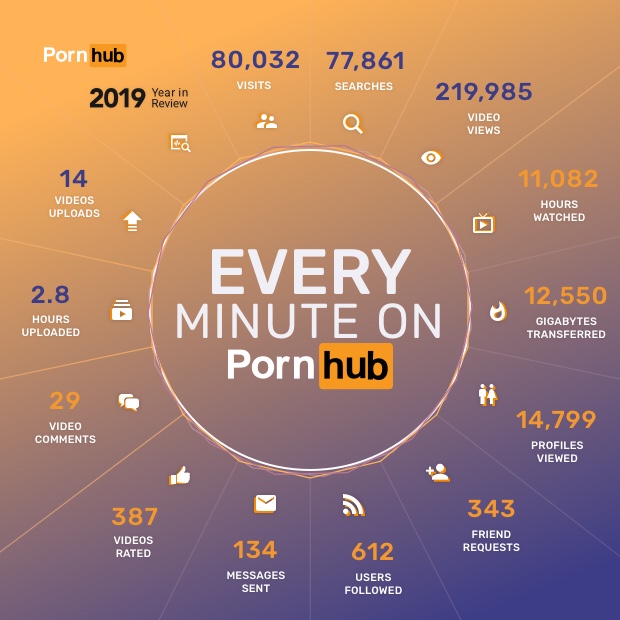 Pornhub
2019 Year in
Review
80,032
VISITS
77,861
SEARCHES
219,985
VIDEO
VIEWS
11,082
HOURS
WATCHED
12,550
GIGABYTES
TRANSFERRED
14,799
PROFILES
VIEWED
343
FRIEND
REQUESTS
612
USERS
FOLLOWED
134
MESSAGES
SENT
387
VIDEOS
RATED
29
VIDEO
COMMENTS
2.8
HOURS
UPLOADED
14
VIDEOS
UPLOADS
EVERY
MINUTE ON
Pornhub